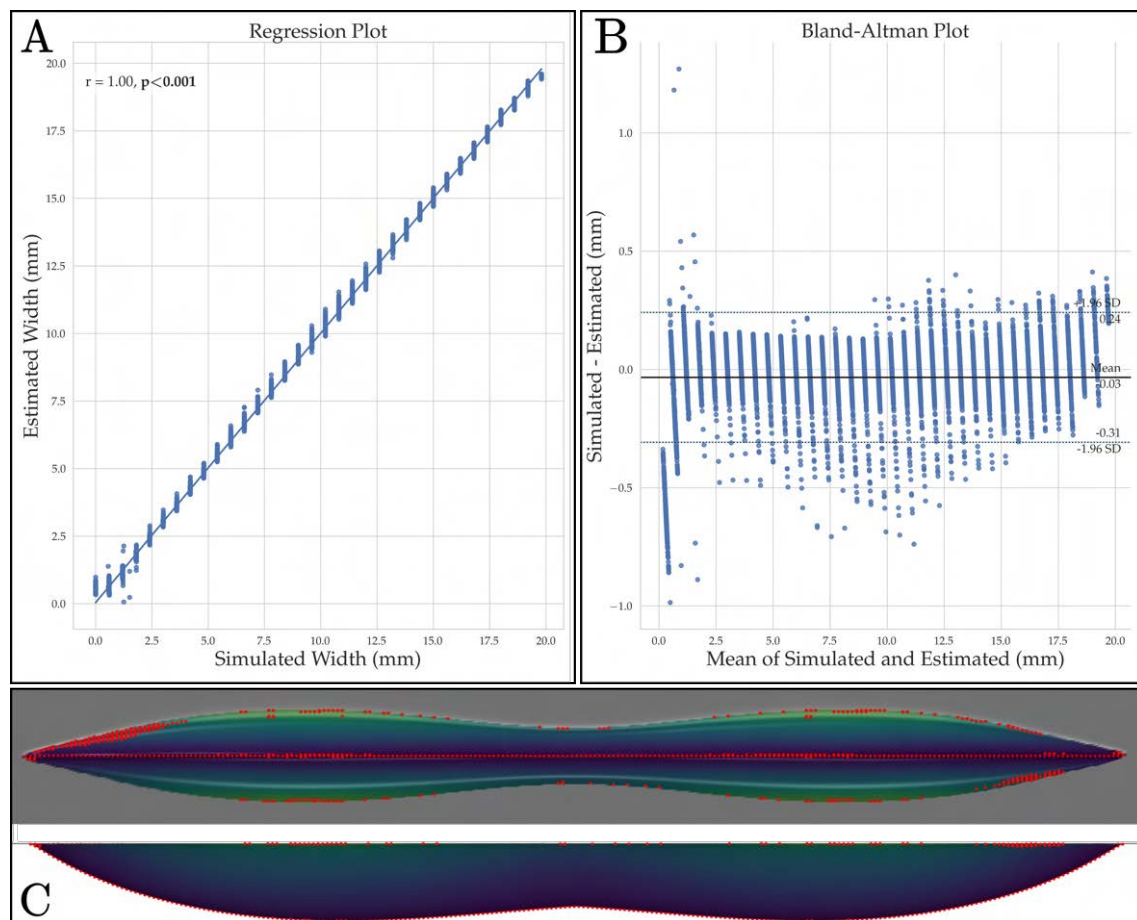 A
Regression Plot
r = 1.00, p<0.001
Estimated Width (mm)
20.0
17.5
15.0
12.5
10.0
7.5
5.0
2.5
0.0
0.0 2.5 5.0 7.5 10.0 12.5 15.0 17.5 20.0
Simulated Width (mm)
B
Bland-Altman Plot
Simulated - Estimated (mm)
1.0
0.5
0.0
−0.5
−1.0
+1.96 SD
0.24
Mean
-0.03
-0.31
-1.96 SD
0.0 2.5 5.0 7.5 10.0 12.5 15.0 17.5 20.0
Mean of Simulated and Estimated (mm)
C